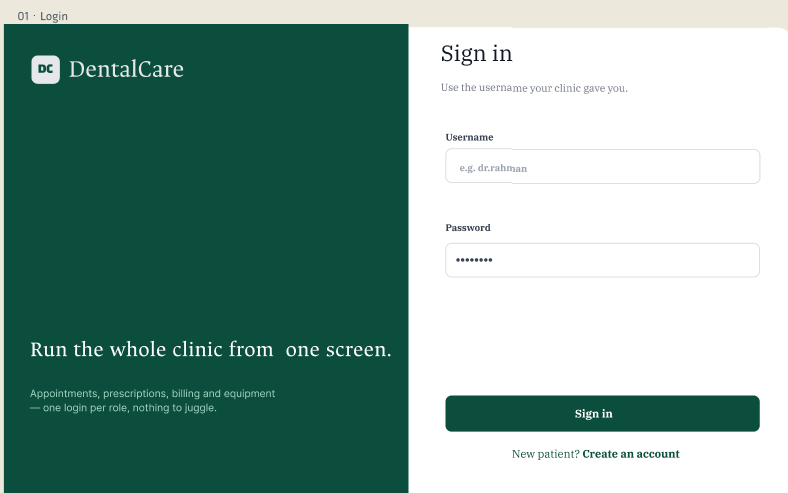 01 · Login
DC DentalCare
Run the whole clinic from one screen.
Appointments, prescriptions, billing and equipment
— one login per role, nothing to juggle.
Sign in
Use the username your clinic gave you.
Username
e.g. dr.rahman
Password
••••••••
Sign in
New patient? Create an account